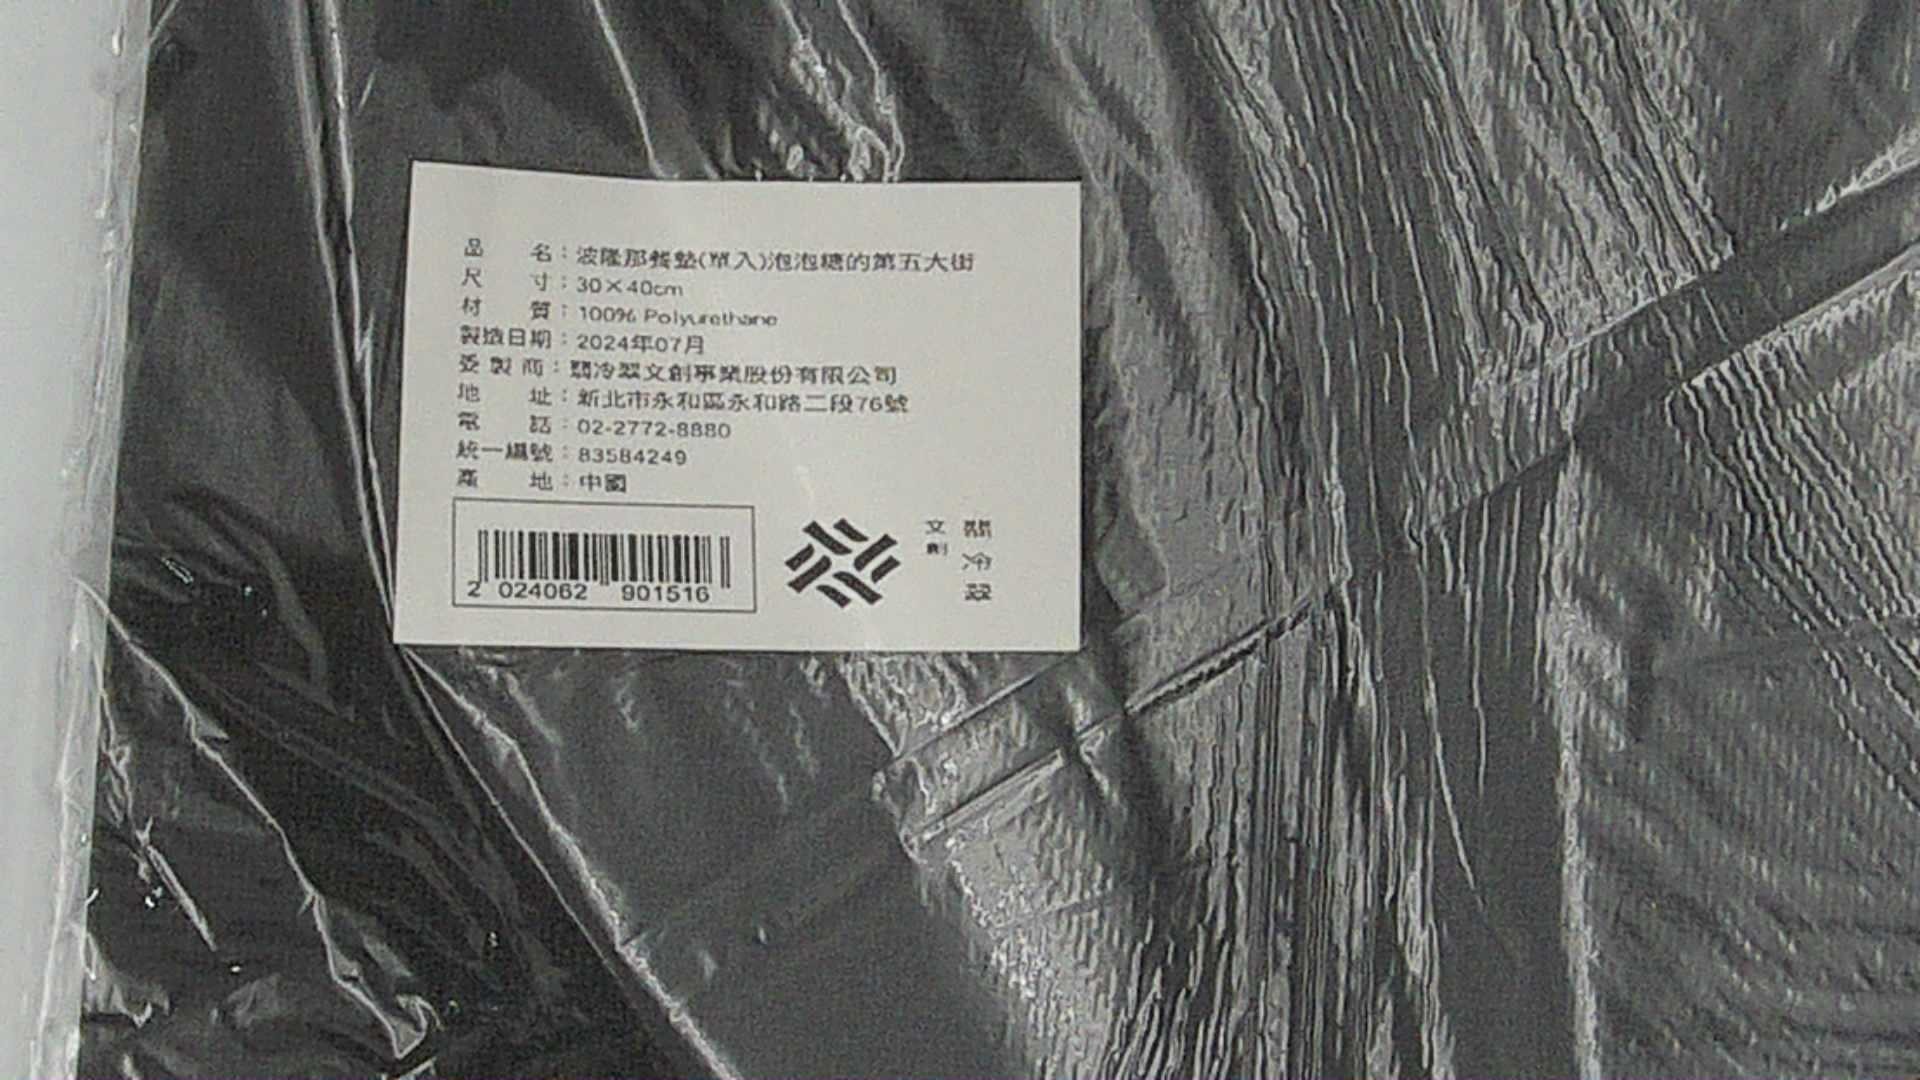 品　　名：波隆那餐墊(單入)泡泡糖的第五大街
尺　　寸：30×40cm
材　　質：100% Polyurethane
製造日期：2024年07月
委 製 商：翡冷翠文創事業股份有限公司
地　　址：新北市永和區永和路二段76號
電　　話：02-2772-8880
統一編號：83584249
產　　地：中國
2 024062 901516
翡冷翠
文創